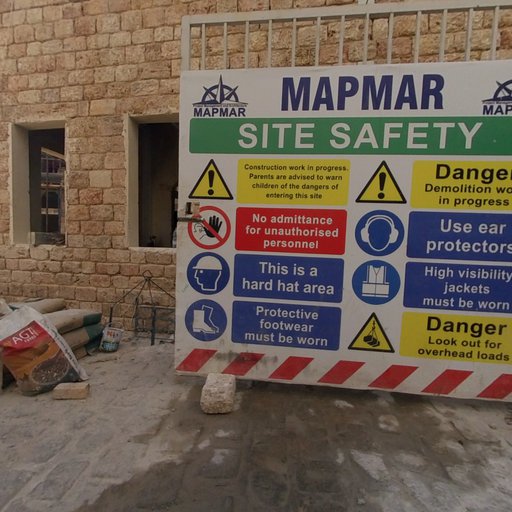 MAPMAR
MAPMAR
MAPMAR
SITE SAFETY
Construction work in progress.
Parents are advised to warn
children of the dangers of
entering this site
Danger
Demolition wo
in progress
No admittance
for unauthorised
personnel
Use ear
protectors
This is a
hard hat area
High visibility
jackets
must be worn
Protective
footwear
must be worn
Danger
Look out for
overhead loads
AGT